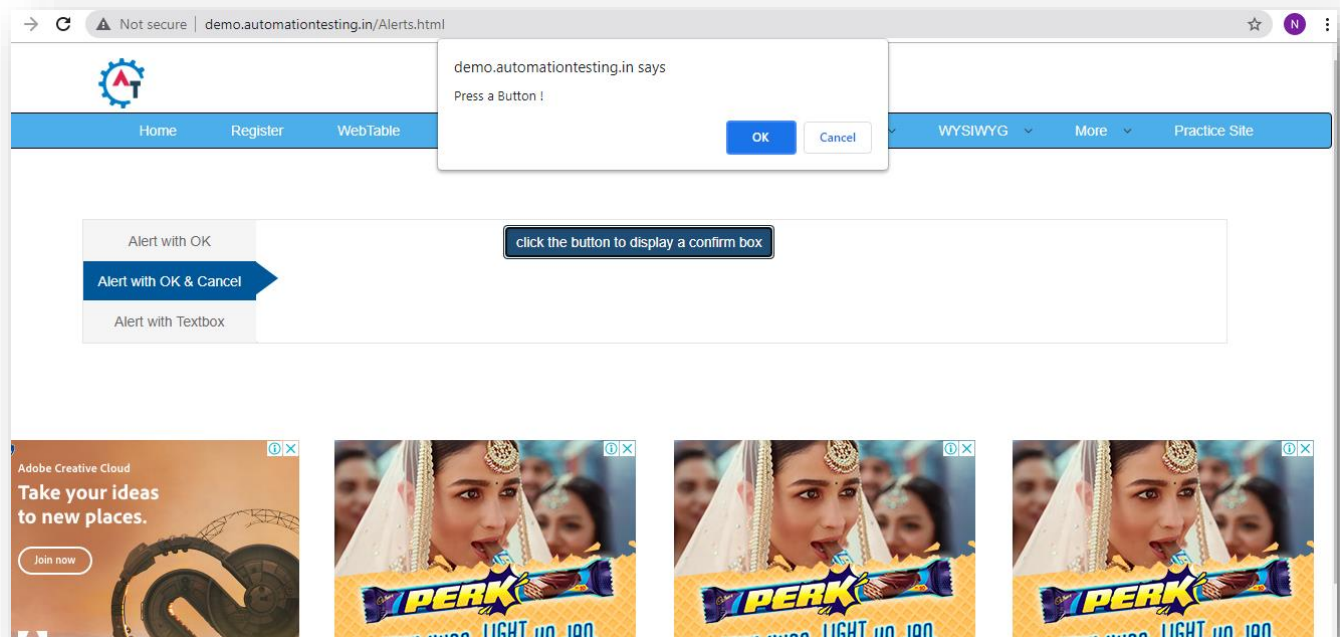 Not secure | demo.automationtesting.in/Alerts.html
N
demo.automationtesting.in says
Press a Button !
OK
Cancel
AT
Home Register WebTable WYSIWYG More Practice Site
Alert with OK
click the button to display a confirm box
Alert with OK & Cancel
Alert with Textbox
Adobe Creative Cloud
Take your ideas
to new places.
Join now
PERK
LIGHT
PERK
LIGHT
PERK
LIGHT